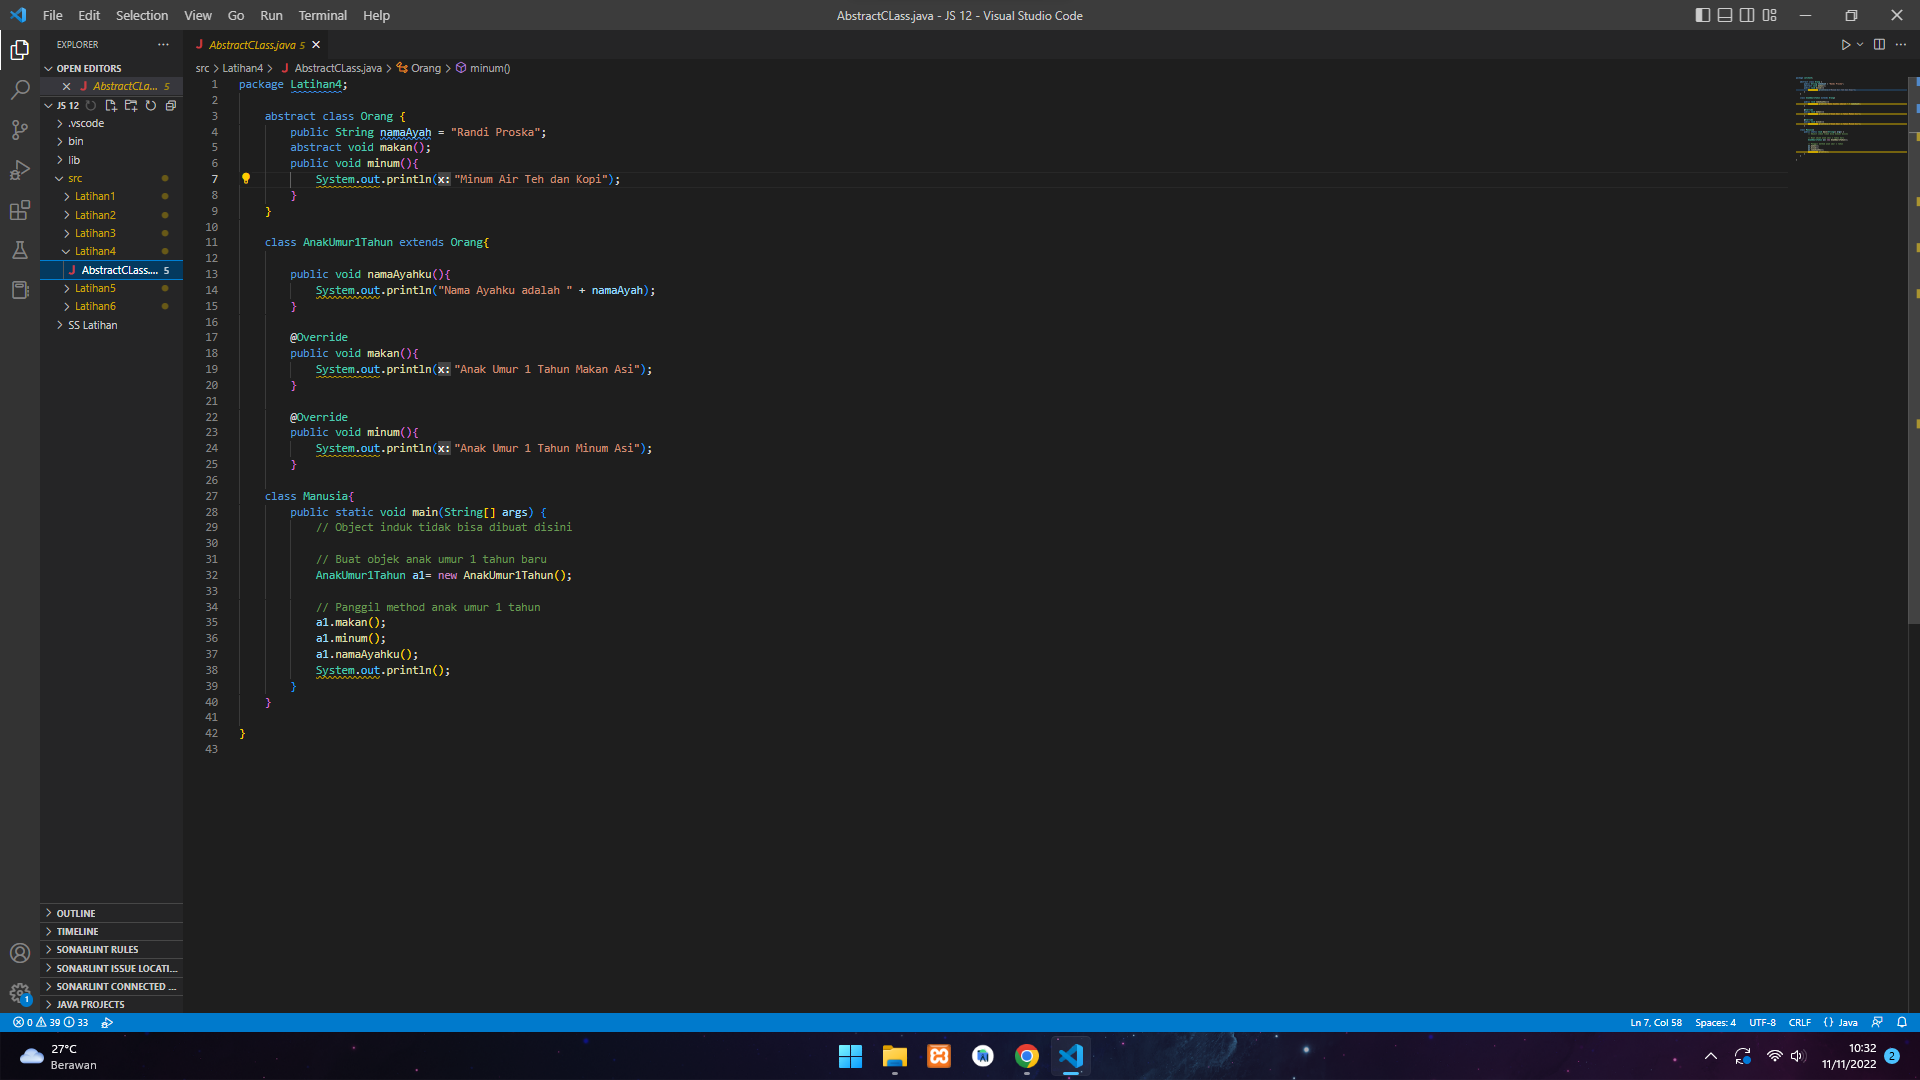 File Edit Selection View Go Run Terminal Help
AbstractCLass.java - JS 12 - Visual Studio Code
EXPLORER
OPEN EDITORS
AbstractCLa... 5
JS 12
.vscode
bin
lib
src
Latihan1
Latihan2
Latihan3
Latihan4
AbstractCLass.... 5
Latihan5
Latihan6
SS Latihan
OUTLINE
TIMELINE
SONARLINT RULES
SONARLINT ISSUE LOCATI...
SONARLINT CONNECTED ...
JAVA PROJECTS
1
AbstractCLass.java 5
src > Latihan4 > AbstractCLass.java > Orang > minum()
1 package Latihan4;
2
3 abstract class Orang {
4 public String namaAyah = "Randi Proska";
5 abstract void makan();
6 public void minum(){
7 System.out.println(x: "Minum Air Teh dan Kopi");
8 }
9 }
10
11 class AnakUmur1Tahun extends Orang{
12
13 public void namaAyahku(){
14 System.out.println("Nama Ayahku adalah " + namaAyah);
15 }
16
17 @Override
18 public void makan(){
19 System.out.println(x: "Anak Umur 1 Tahun Makan Asi");
20 }
21
22 @Override
23 public void minum(){
24 System.out.println(x: "Anak Umur 1 Tahun Minum Asi");
25 }
26
27 class Manusia{
28 public static void main(String[] args) {
29 // Object induk tidak bisa dibuat disini
30
31 // Buat objek anak umur 1 tahun baru
32 AnakUmur1Tahun a1= new AnakUmur1Tahun();
33
34 // Panggil method anak umur 1 tahun
35 a1.makan();
36 a1.minum();
37 a1.namaAyahku();
38 System.out.println();
39 }
40 }
41
42 }
43
0 39 33
Ln 7, Col 58 Spaces: 4 UTF-8 CRLF {} Java
27°C
Berawan
10:32
11/11/2022
2